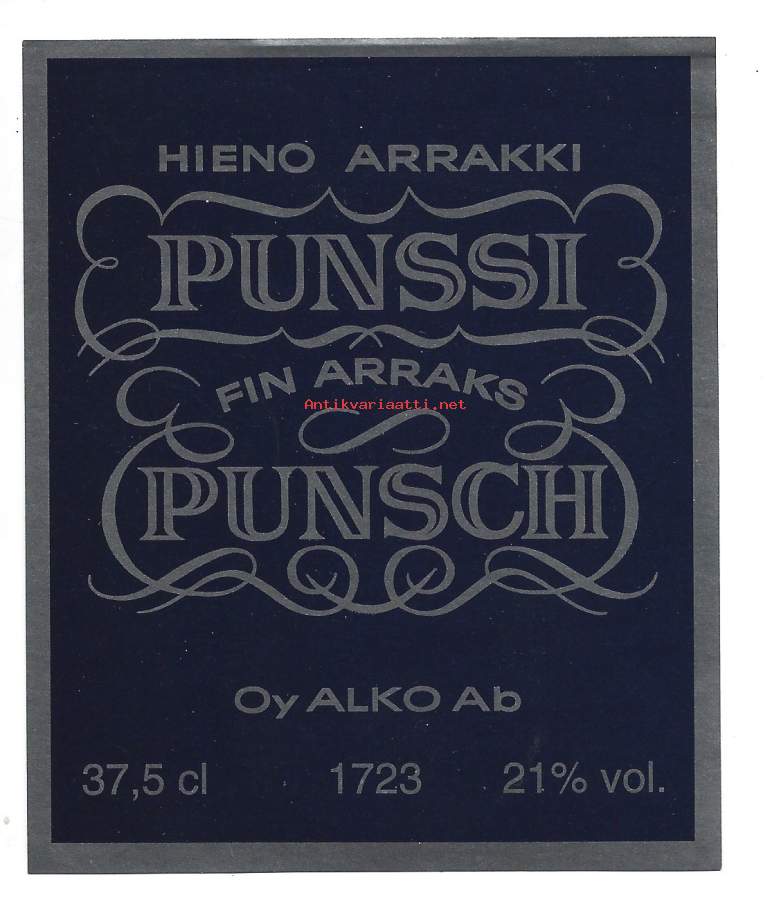 HIENO ARRAKKI
PUNSSI
FIN ARRAKS
Antikvariaatti.net
PUNSCH
Oy ALKO Ab
37,5 cl 1723 21% vol.